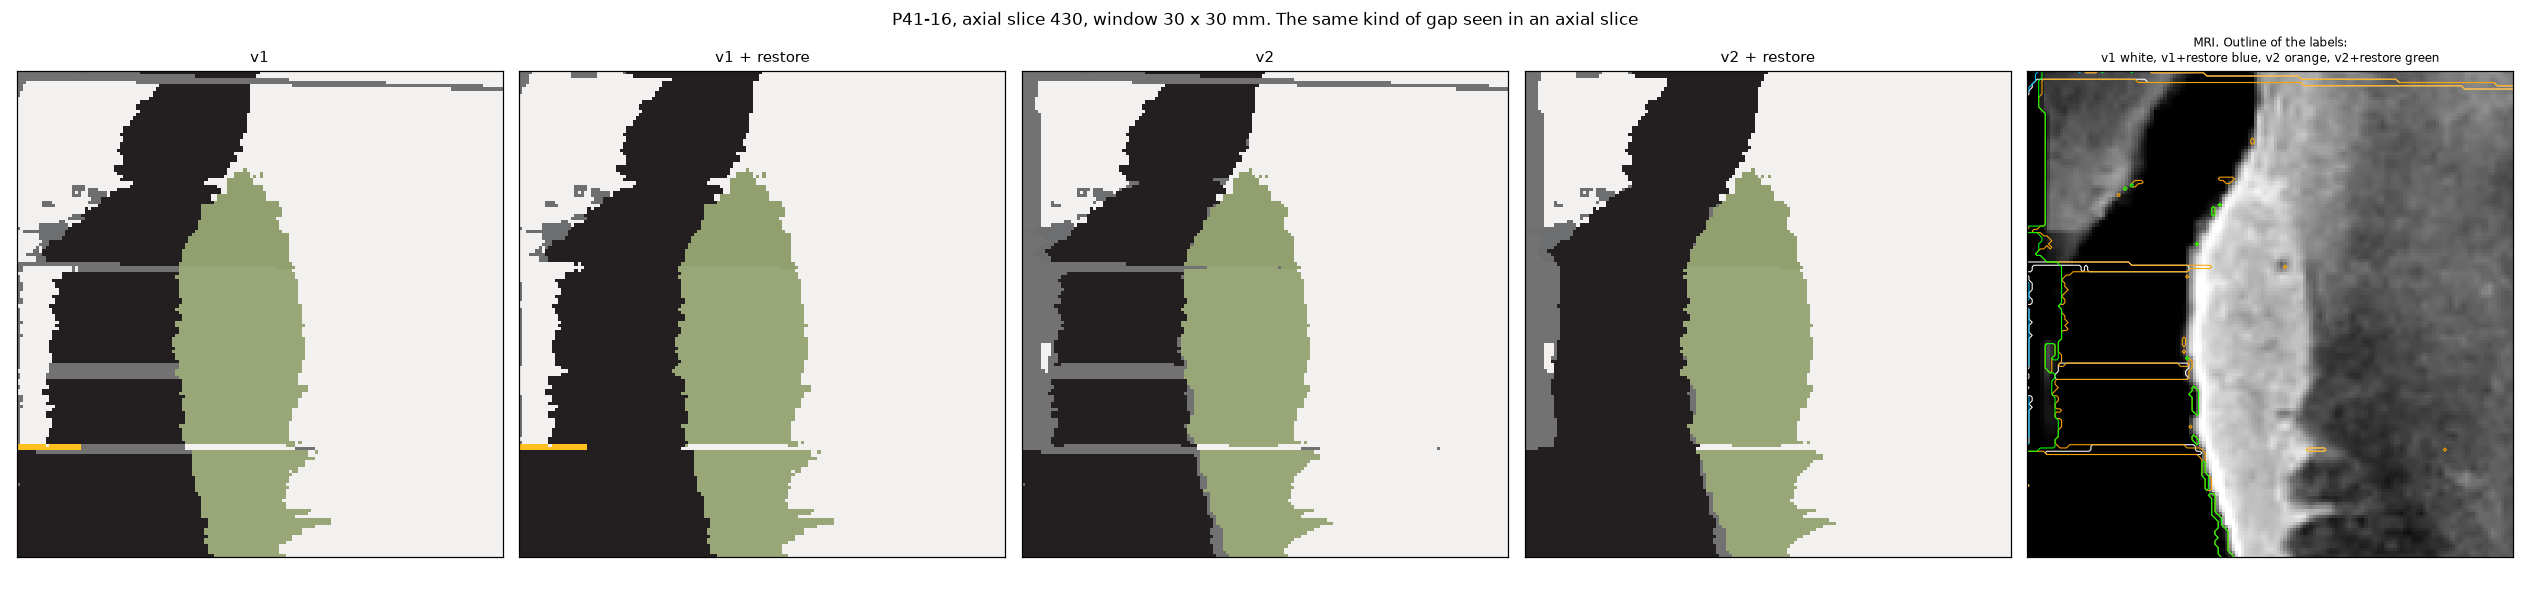 P41-16, axial slice 430, window 30 x 30 mm. The same kind of gap seen in an axial slice
v1
v1 + restore
v2
v2 + restore
MRI. Outline of the labels:
v1 white, v1+restore blue, v2 orange, v2+restore green